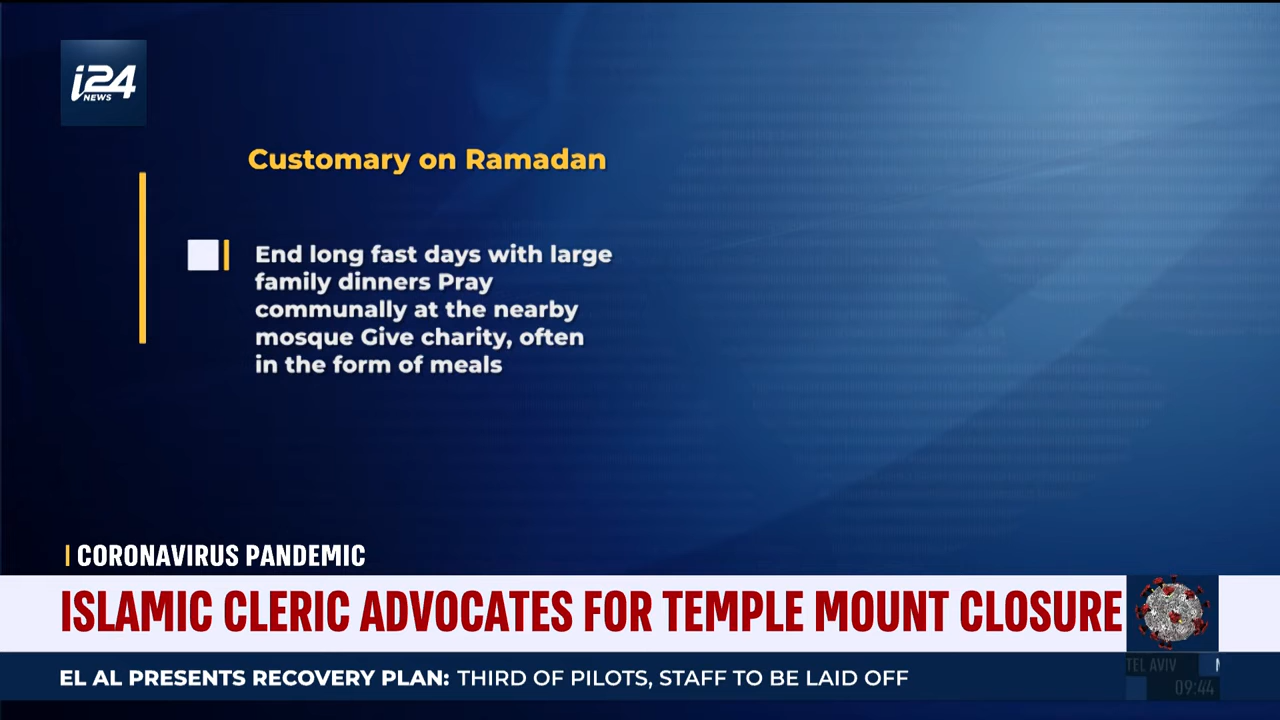 i24
NEWS
Customary on Ramadan
End long fast days with large
family dinners Pray
communally at the nearby
mosque Give charity, often
in the form of meals
CORONAVIRUS PANDEMIC
ISLAMIC CLERIC ADVOCATES FOR TEMPLE MOUNT CLOSURE
EL AL PRESENTS RECOVERY PLAN: THIRD OF PILOTS, STAFF TO BE LAID OFF
TEL AVIV
09:44